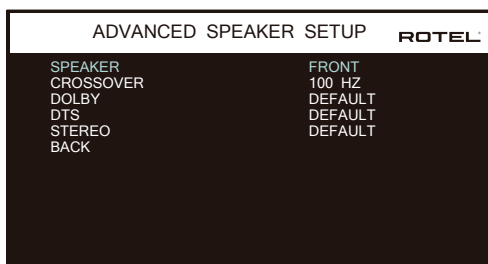 ADVANCED SPEAKER SETUP ROTEL
SPEAKER FRONT
CROSSOVER 100 HZ
DOLBY DEFAULT
DTS DEFAULT
STEREO DEFAULT
BACK